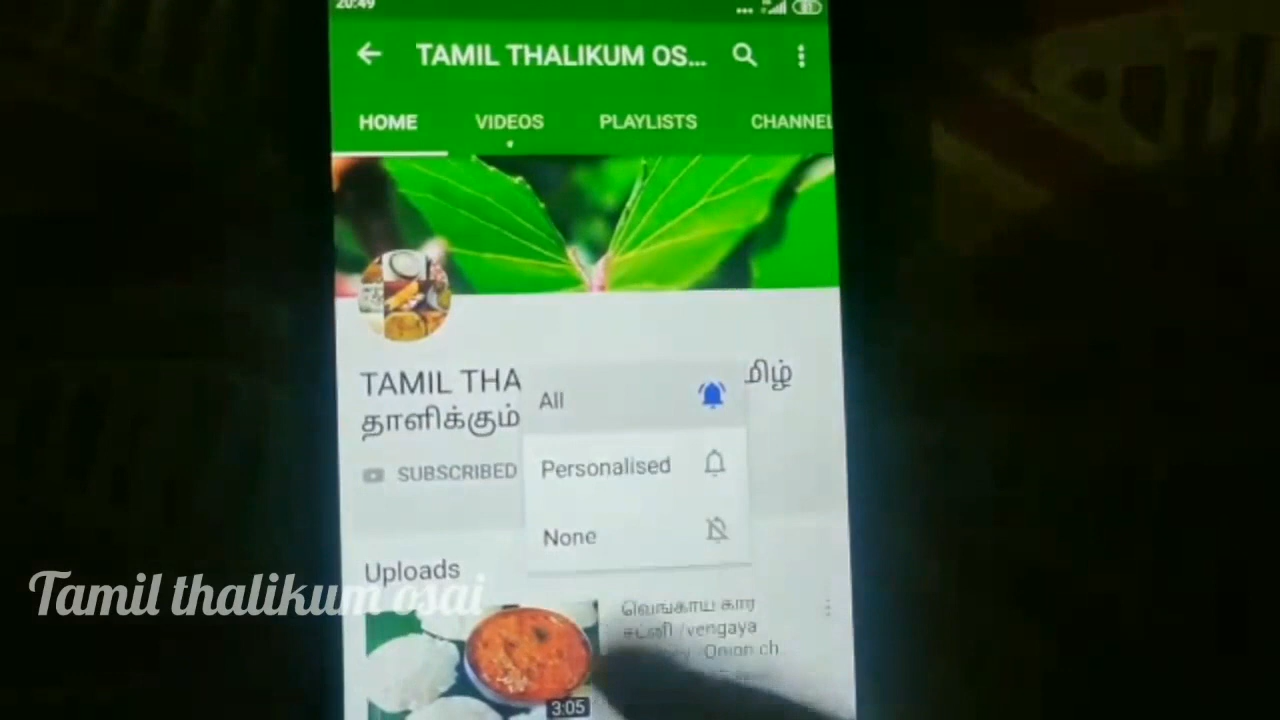 20:49
TAMIL THALIKUM OS...
HOME VIDEOS PLAYLISTS CHANNEL
TAMIL THA மிழ்
தாளிக்கும்
SUBSCRIBED
All
Personalised
None
Uploads
Tamil thalikum osai
வெங்காய கார
சட்னி /vengaya
Onion ch
3:05